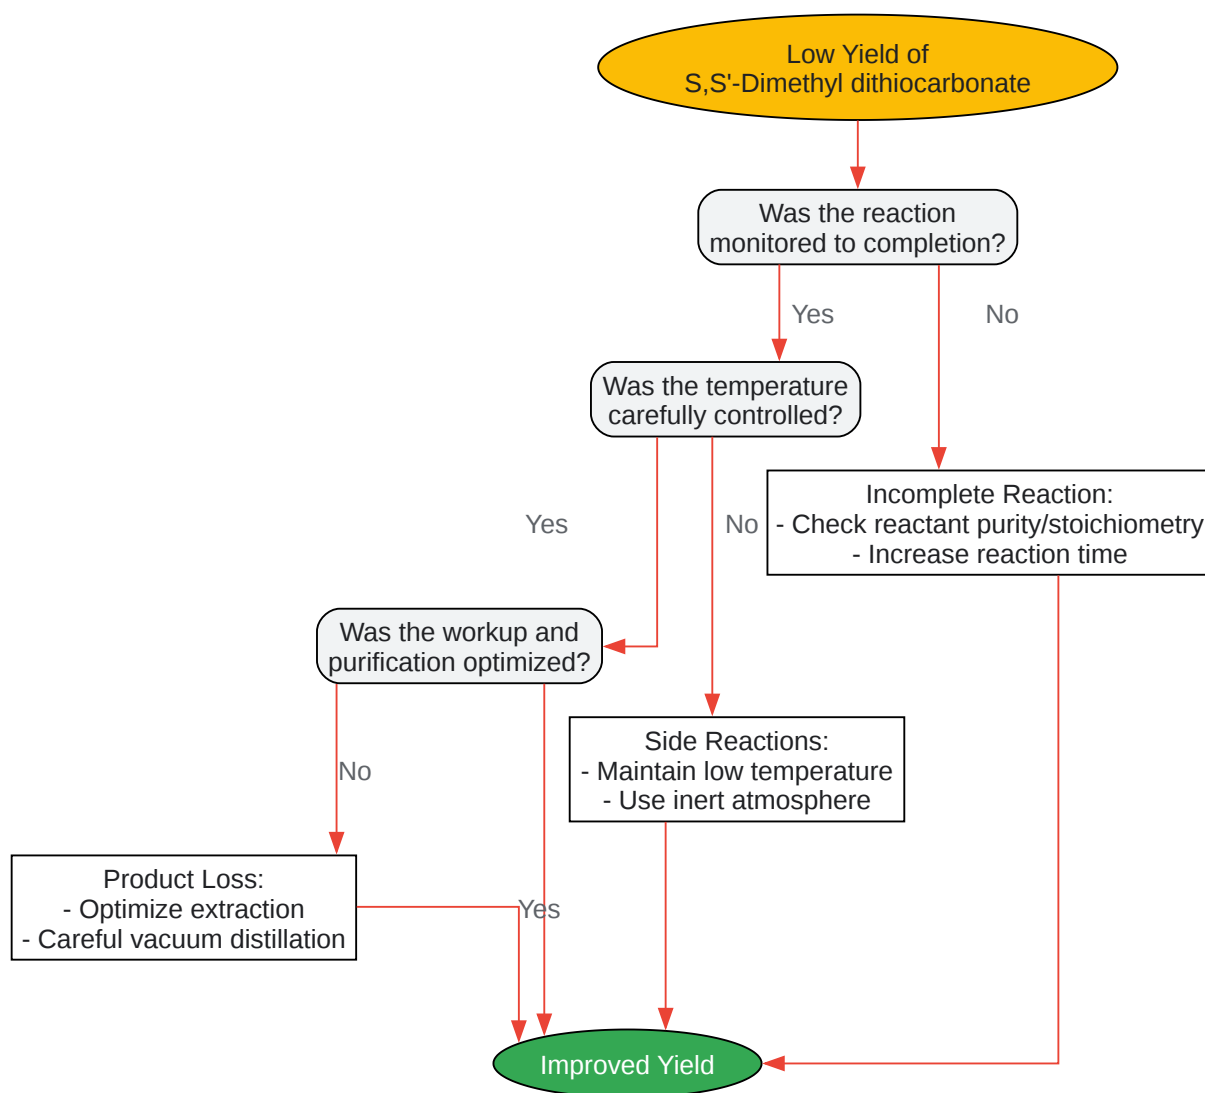 Low Yield of
S,S'-Dimethyl dithiocarbonate
Was the reaction
monitored to completion?
Yes
No
Was the temperature
carefully controlled?
Incomplete Reaction:
- Check reactant purity/stoichiometry
- Increase reaction time
Yes
No
Was the workup and
purification optimized?
Side Reactions:
- Maintain low temperature
- Use inert atmosphere
No
Product Loss:
- Optimize extraction
- Careful vacuum distillation
Yes
Improved Yield